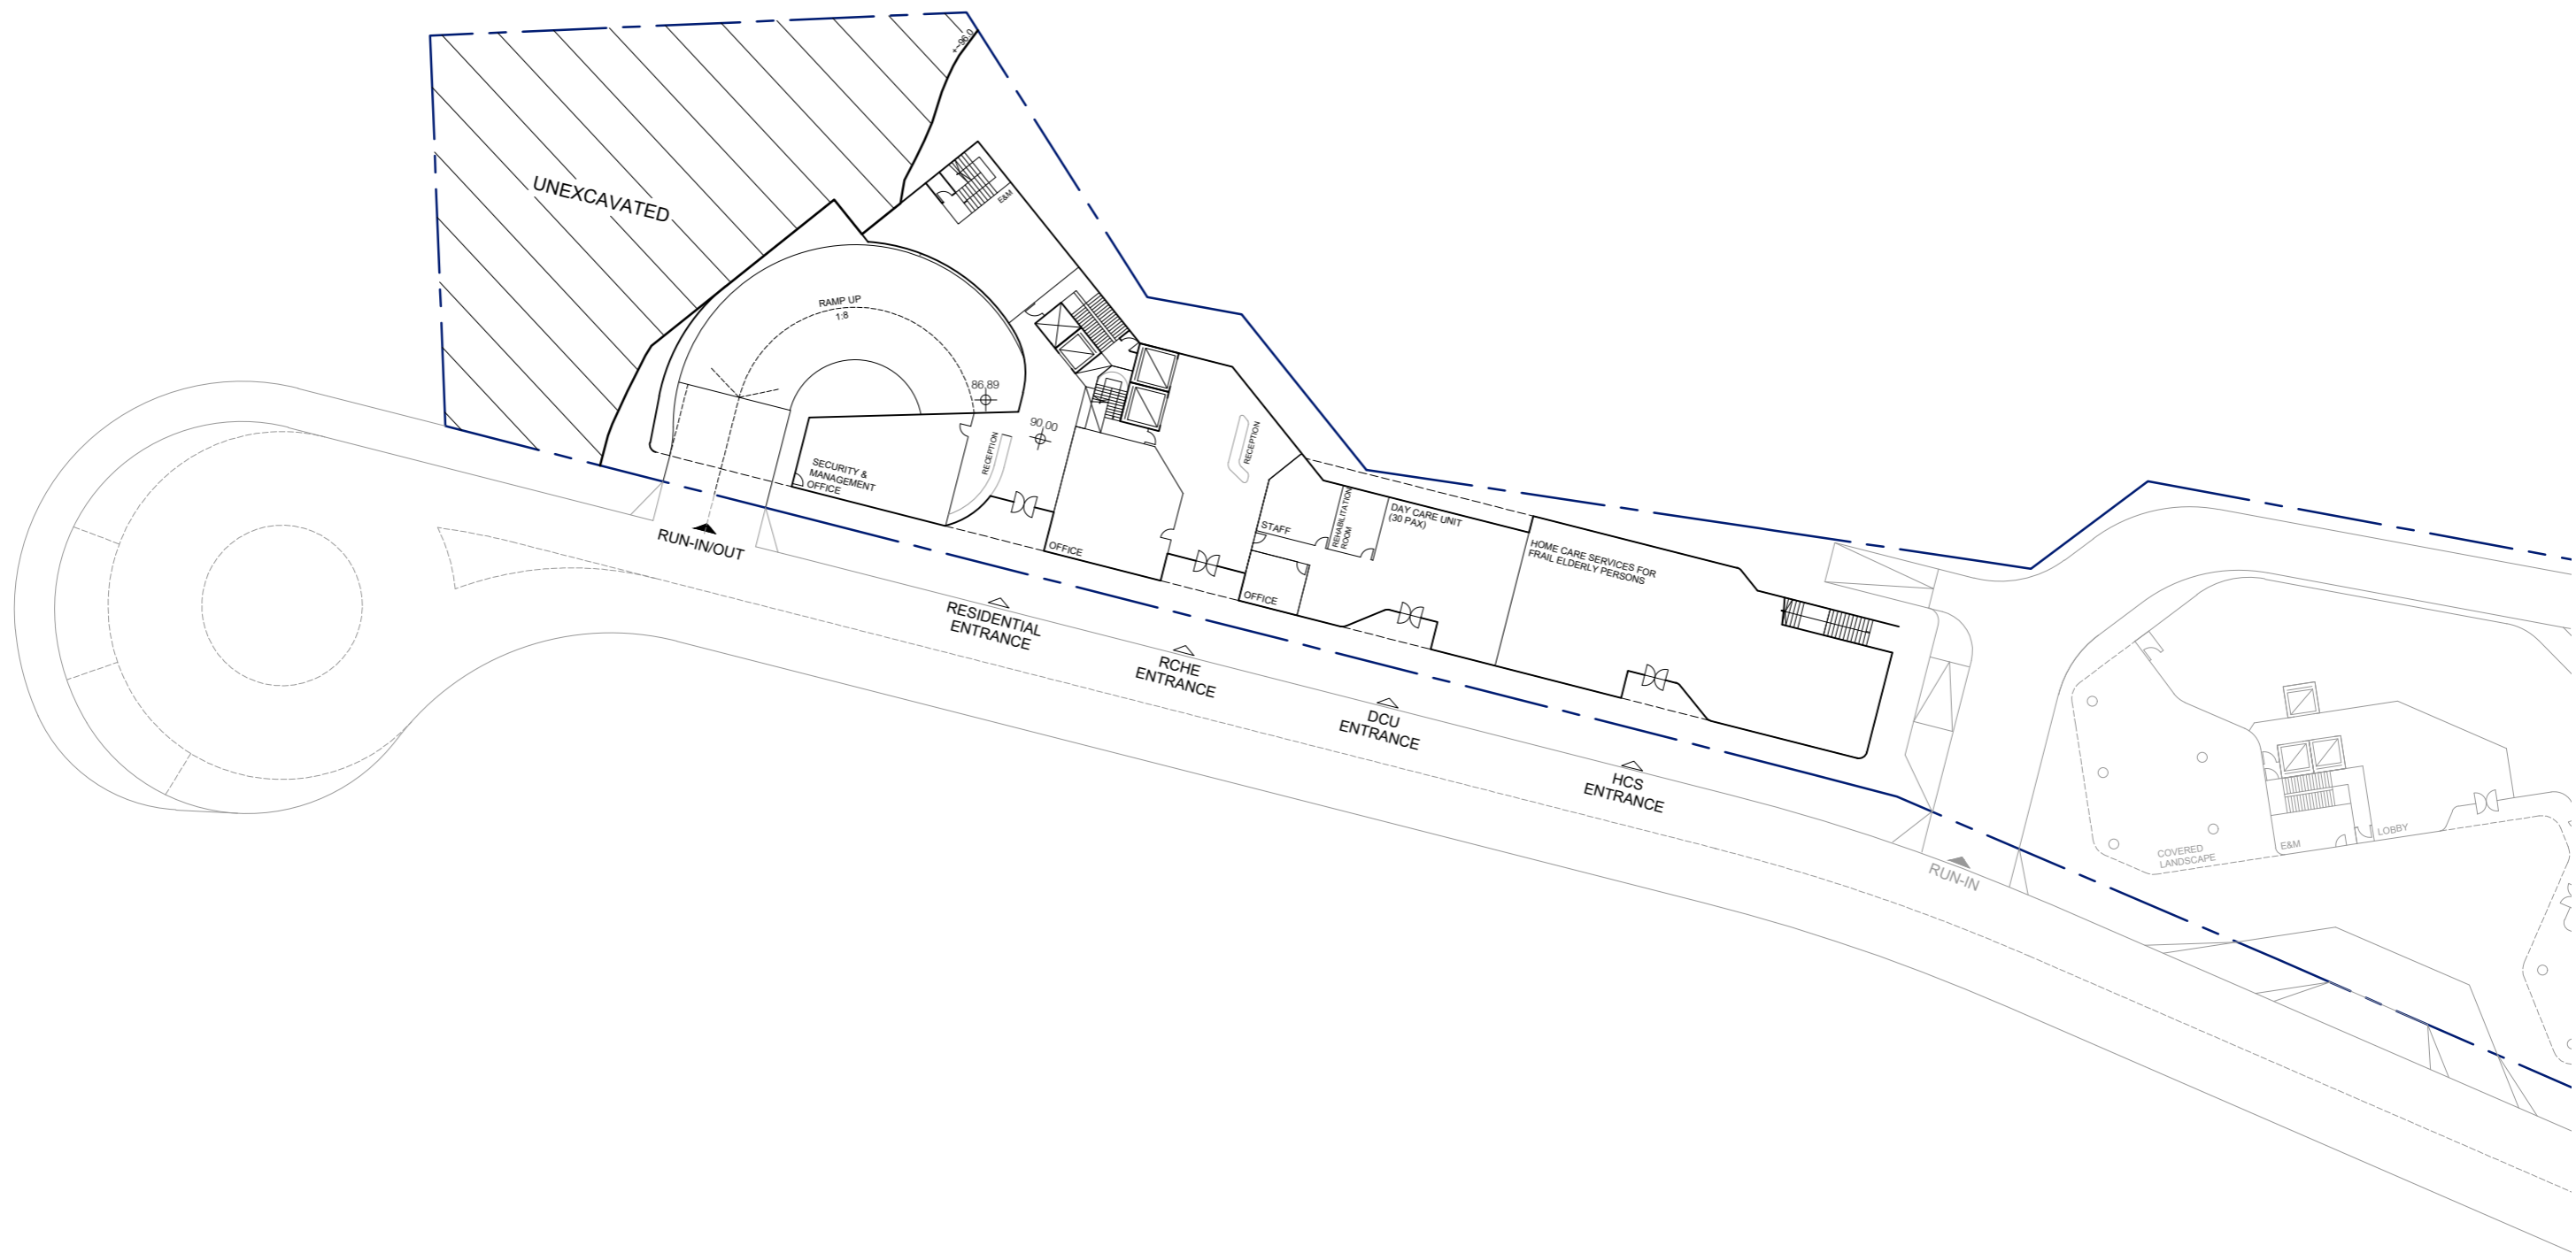 +~96.0
UNEXCAVATED
E&M
RAMP UP
1:8
86.89
90.00
RECEPTION
RECEPTION
SECURITY &
MANAGEMENT
OFFICE
OFFICE
STAFF
REHABILITATION
ROOM
DAY CARE UNIT
(30 PAX)
HOME CARE SERVICES FOR
FRAIL ELDERLY PERSONS
OFFICE
RUN-IN/OUT
RESIDENTIAL
ENTRANCE
RCHE
ENTRANCE
DCU
ENTRANCE
HCS
ENTRANCE
RUN-IN
COVERED
LANDSCAPE
E&M
LOBBY